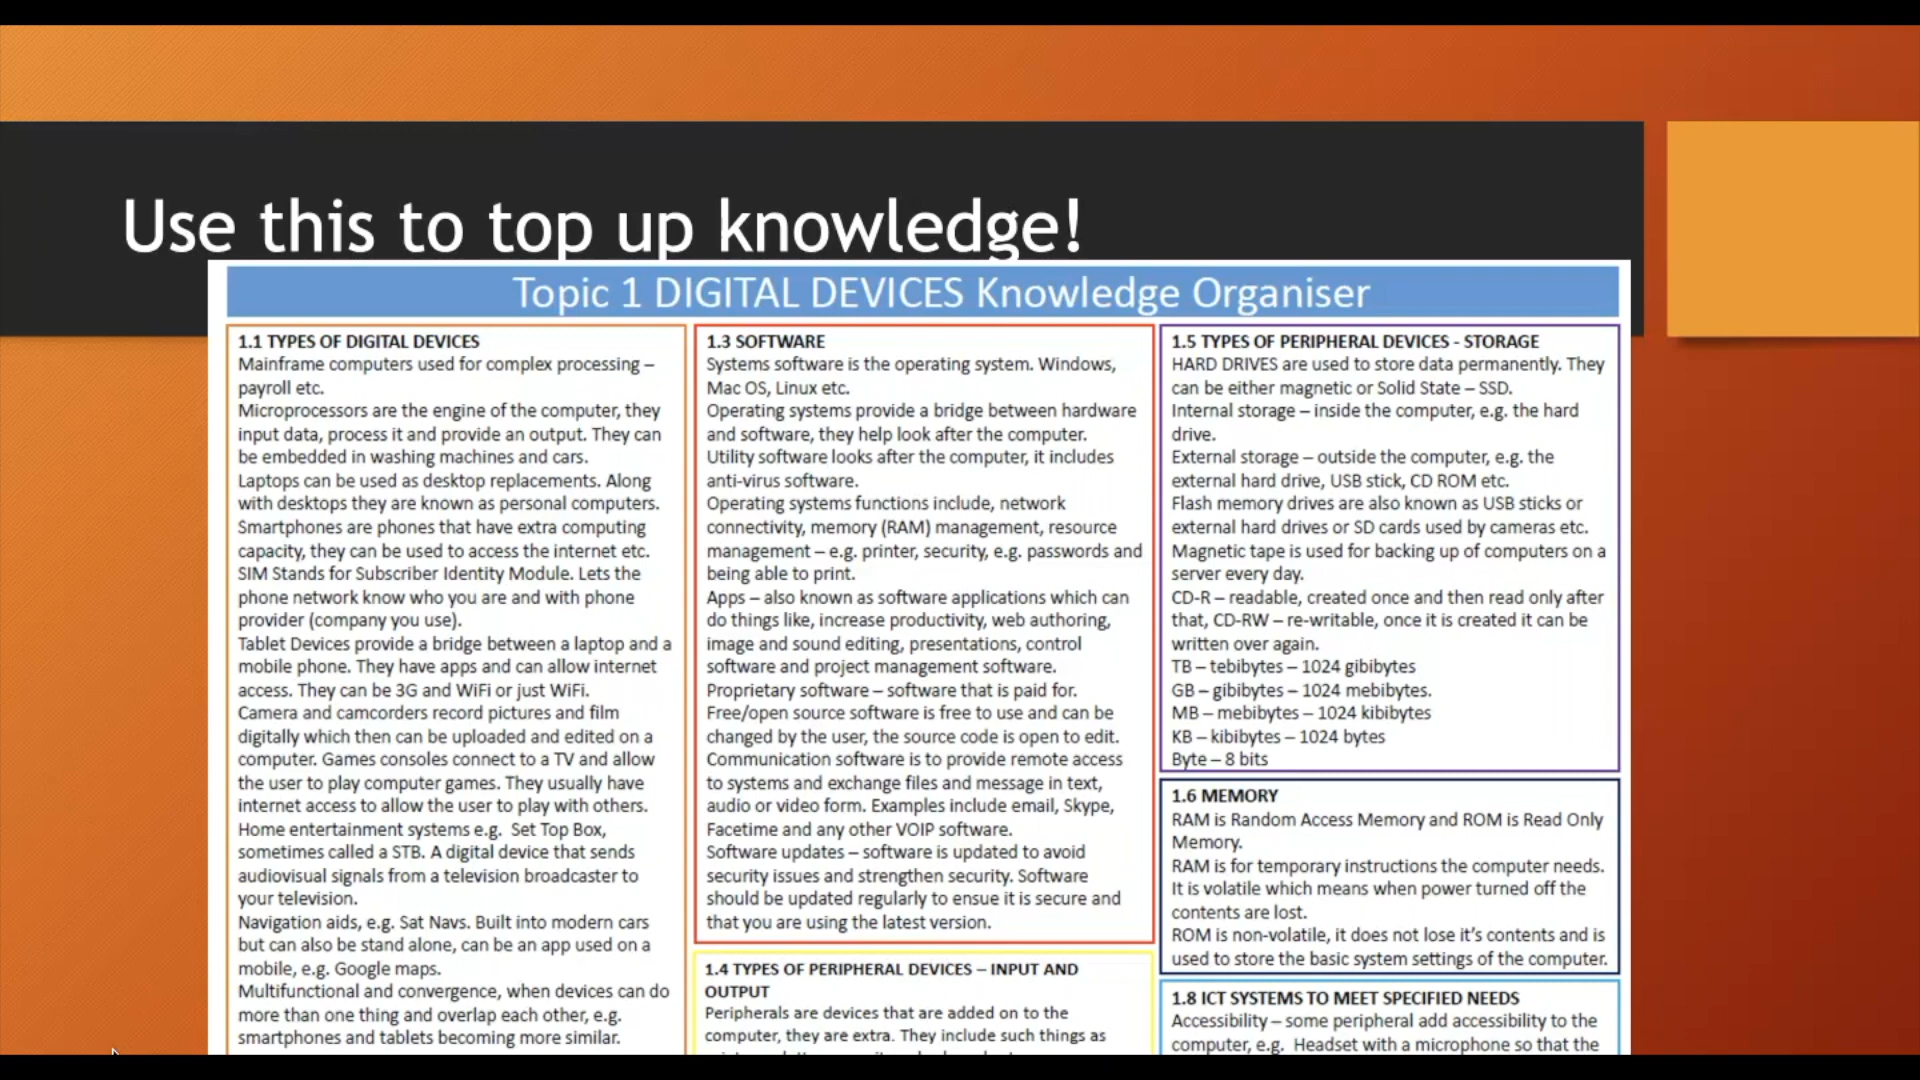 Use this to top up knowledge!
Topic 1 DIGITAL DEVICES Knowledge Organiser
1.1 TYPES OF DIGITAL DEVICES
Mainframe computers used for complex processing –
payroll etc.
Microprocessors are the engine of the computer, they
input data, process it and provide an output. They can
be embedded in washing machines and cars.
Laptops can be used as desktop replacements. Along
with desktops they are known as personal computers.
Smartphones are phones that have extra computing
capacity, they can be used to access the internet etc.
SIM Stands for Subscriber Identity Module. Lets the
phone network know who you are and with phone
provider (company you use).
Tablet Devices provide a bridge between a laptop and a
mobile phone. They have apps and can allow internet
access. They can be 3G and WiFi or just WiFi.
Camera and camcorders record pictures and film
digitally which then can be uploaded and edited on a
computer. Games consoles connect to a TV and allow
the user to play computer games. They usually have
internet access to allow the user to play with others.
Home entertainment systems e.g.  Set Top Box,
sometimes called a STB. A digital device that sends
audiovisual signals from a television broadcaster to
your television.
Navigation aids, e.g. Sat Navs. Built into modern cars
but can also be stand alone, can be an app used on a
mobile, e.g. Google maps.
Multifunctional and convergence, when devices can do
more than one thing and overlap each other, e.g.
smartphones and tablets becoming more similar.
1.3 SOFTWARE
Systems software is the operating system. Windows,
Mac OS, Linux etc.
Operating systems provide a bridge between hardware
and software, they help look after the computer.
Utility software looks after the computer, it includes
anti-virus software.
Operating systems functions include, network
connectivity, memory (RAM) management, resource
management – e.g. printer, security, e.g. passwords and
being able to print.
Apps – also known as software applications which can
do things like, increase productivity, web authoring,
image and sound editing, presentations, control
software and project management software.
Proprietary software – software that is paid for.
Free/open source software is free to use and can be
changed by the user, the source code is open to edit.
Communication software is to provide remote access
to systems and exchange files and message in text,
audio or video form. Examples include email, Skype,
Facetime and any other VOIP software.
Software updates – software is updated to avoid
security issues and strengthen security. Software
should be updated regularly to ensue it is secure and
that you are using the latest version.
1.4 TYPES OF PERIPHERAL DEVICES – INPUT AND
OUTPUT
Peripherals are devices that are added on to the
computer, they are extra. They include such things as
1.5 TYPES OF PERIPHERAL DEVICES - STORAGE
HARD DRIVES are used to store data permanently. They
can be either magnetic or Solid State – SSD.
Internal storage – inside the computer, e.g. the hard
drive.
External storage – outside the computer, e.g. the
external hard drive, USB stick, CD ROM etc.
Flash memory drives are also known as USB sticks or
external hard drives or SD cards used by cameras etc.
Magnetic tape is used for backing up of computers on a
server every day.
CD-R – readable, created once and then read only after
that, CD-RW – re-writable, once it is created it can be
written over again.
TB – tebibytes – 1024 gibibytes
GB – gibibytes – 1024 mebibytes.
MB – mebibytes – 1024 kibibytes
KB – kibibytes – 1024 bytes
Byte – 8 bits
1.6 MEMORY
RAM is Random Access Memory and ROM is Read Only
Memory.
RAM is for temporary instructions the computer needs.
It is volatile which means when power turned off the
contents are lost.
ROM is non-volatile, it does not lose it's contents and is
used to store the basic system settings of the computer.
1.8 ICT SYSTEMS TO MEET SPECIFIED NEEDS
Accessibility – some peripheral add accessibility to the
computer, e.g.  Headset with a microphone so that the